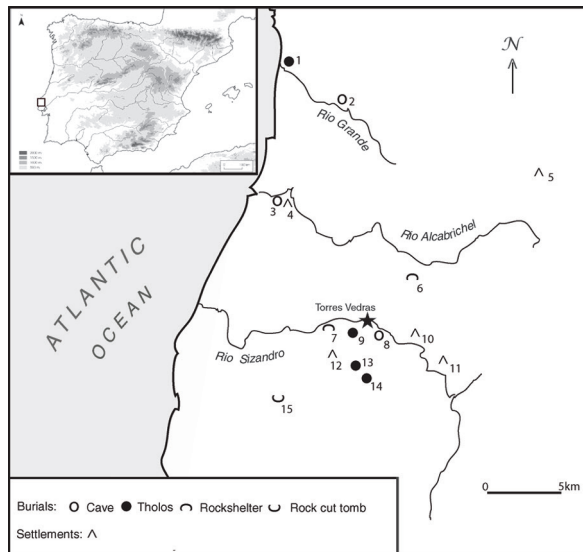 N
1
2
Rio Grande
5
3
4
Rio Alcabrichel
6
ATLANTIC
OCEAN
Torres Vedras
7
9
8
10
Rio Sizandro
12
13
11
14
15
0 5km
Burials: Cave Tholos Rockshelter Rock cut tomb
Settlements: